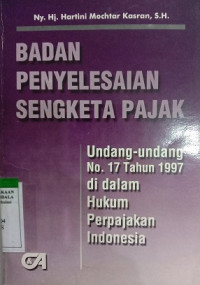 Ny. Hj. Hartini Mochtar Kasran, S.H.
BADAN
PENYELESAIAN
SENGKETA PAJAK
Undang-undang
No. 17 Tahun 1997
di dalam
Hukum
Perpajakan
Indonesia